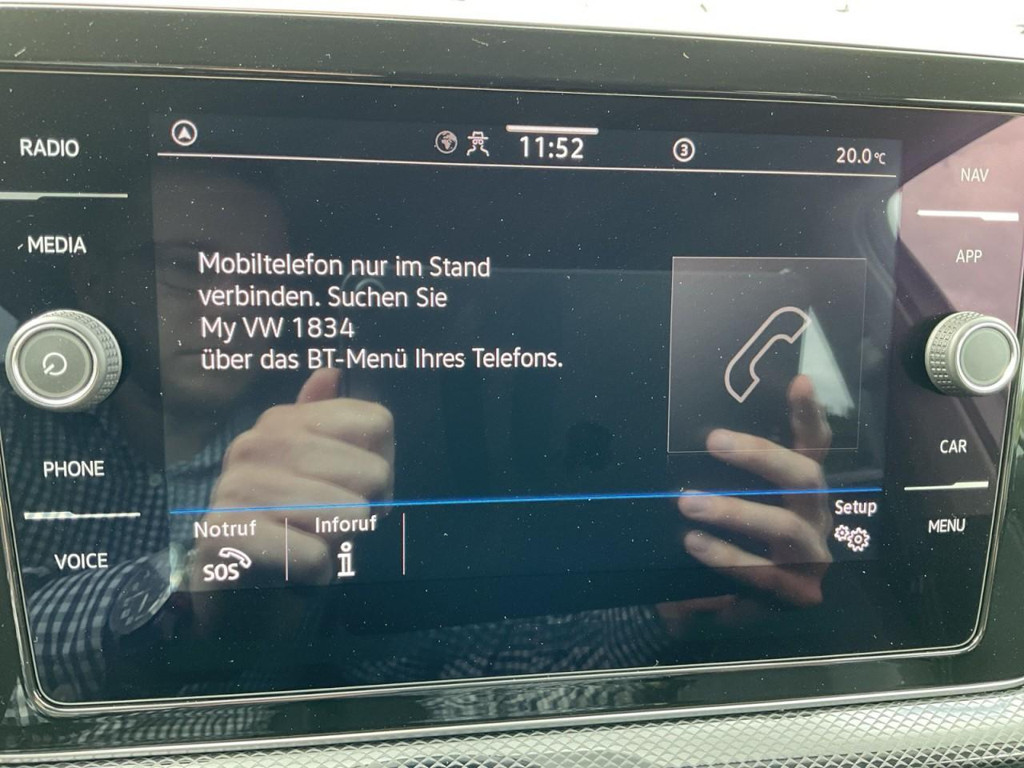 RADIO
MEDIA
PHONE
VOICE
11:52
3
20.0°C
Mobiltelefon nur im Stand
verbinden. Suchen Sie
My VW 1834
über das BT-Menü Ihres Telefons.
Notruf
SOS
Inforuf
i
Setup
NAV
APP
CAR
MENU